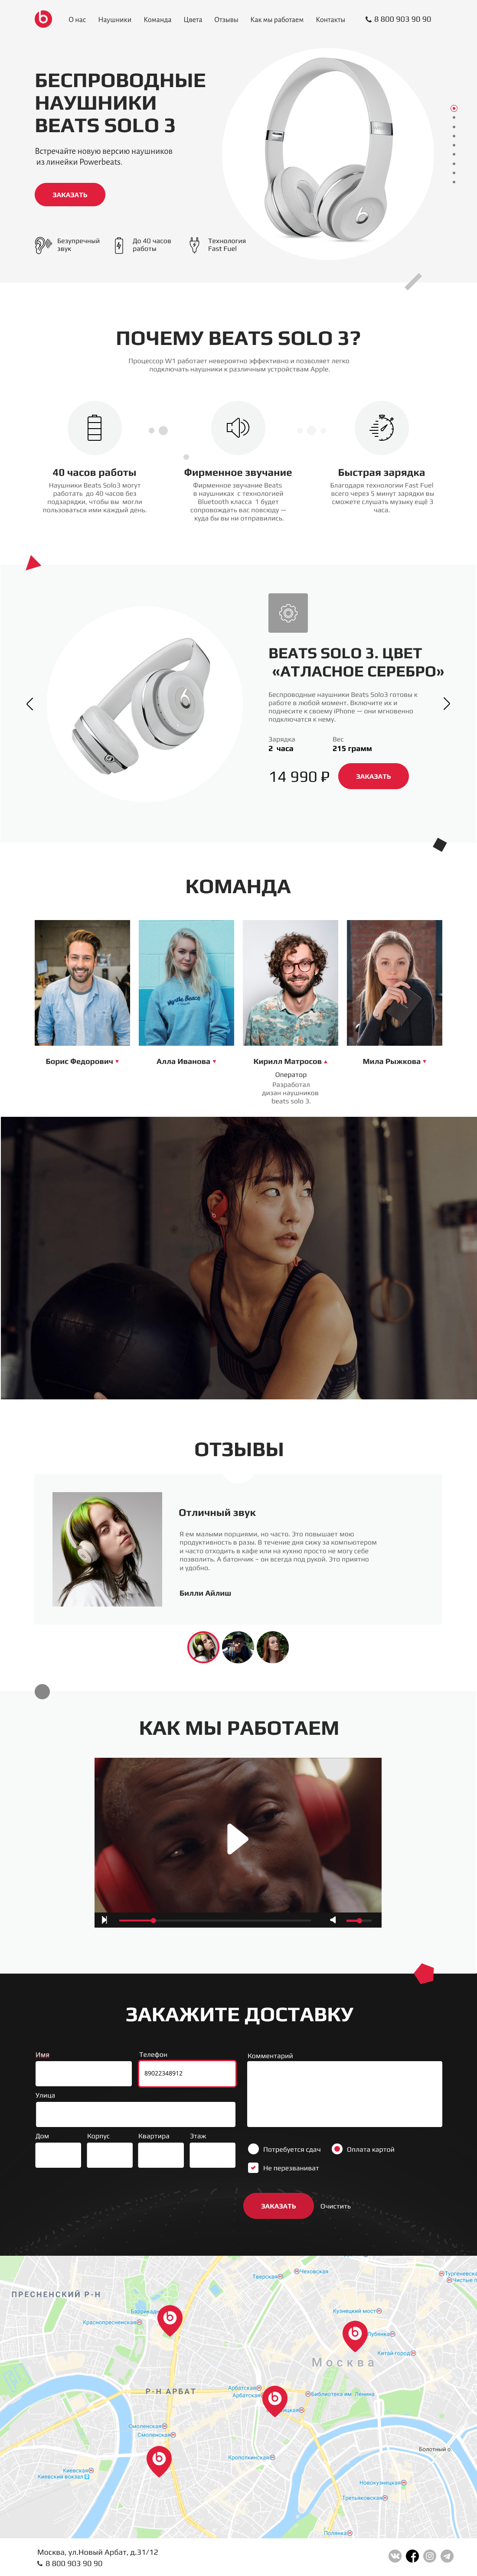 О нас Наушники Команда Цвета Отзывы Как мы работаем Контакты 8 800 903 90 90
БЕСПРОВОДНЫЕ
НАУШНИКИ
BEATS SOLO 3
Встречайте новую версию наушников
из линейки Powerbeats.
ЗАКАЗАТЬ
Безупречный
звук
До 40 часов
работы
Технология
Fast Fuel
ПОЧЕМУ BEATS SOLO 3?
Процессор W1 работает невероятно эффективно и позволяет легко
подключать наушники к различным устройствам Apple.
40 часов работы
Наушники Beats Solo3 могут
работать до 40 часов без
подзарядки, чтобы вы могли
пользоваться ими каждый день.
Фирменное звучание
Фирменное звучание Beats
в наушниках с технологией
Bluetooth класса 1 будет
сопровождать вас повсюду —
куда бы вы ни отправились.
Быстрая зарядка
Благодаря технологии Fast Fuel
всего через 5 минут зарядки вы
сможете слушать музыку ещё 3
часа.
BEATS SOLO 3. ЦВЕТ
«АТЛАСНОЕ СЕРЕБРО»
Беспроводные наушники Beats Solo3 готовы к
работе в любой момент. Включите их и
поднесите к своему iPhone — они мгновенно
подключатся к нему.
Зарядка
2 часа
Вес
215 грамм
14 990 ₽
ЗАКАЗАТЬ
КОМАНДА
Борис Федорович
Алла Иванова
Кирилл Матросов
Оператор
Разработал
дизан наушников
beats solo 3.
Мила Рыжкова
ОТЗЫВЫ
Отличный звук
Я ем малыми порциями, но часто. Это повышает мою
продуктивность в разы. В течение дня сижу за компьютером
и часто отходить в кафе или на кухню просто не могу себе
позволить. А батончик – он всегда под рукой. Это приятно
и удобно.
Билли Айлиш
КАК МЫ РАБОТАЕМ
ЗАКАЖИТЕ ДОСТАВКУ
Имя
Телефон
89022348912
Комментарий
Улица
Дом Корпус Квартира Этаж
Потребуется сдач
Оплата картой
Не перезваниват
ЗАКАЗАТЬ
Очистить
Чеховская
Тверская
ПРЕСНЕНСКИЙ Р-Н
Краснопресненская
Кузнецкий мост
Лубянка
Китай-город
Москва
Р-Н АРБАТ
Арбатская
Арбатская
Библиотека им. Ленина
Смоленская
Смоленская
Кропоткинская
Болотный о.
Киевская
Киевский вокзал
Новокузнецкая
Третьяковская
Полянка
Москва, ул.Новый Арбат, д.31/12
8 800 903 90 90